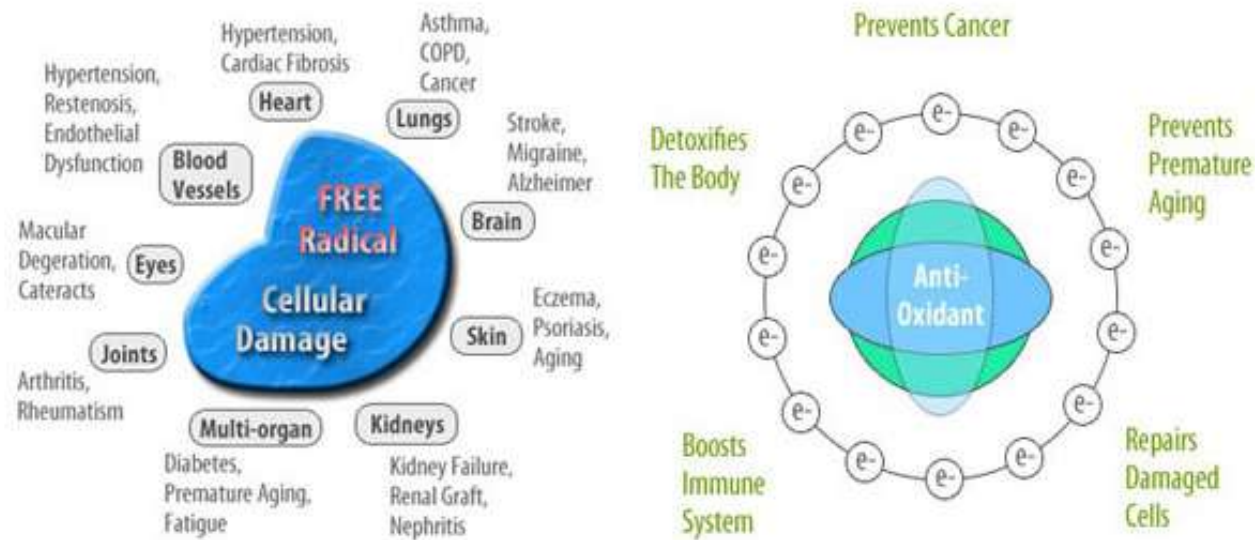 Hypertension,
Cardiac Fibrosis
Heart
Asthma,
COPD,
Cancer
Lungs
Hypertension,
Restenosis,
Endothelial
Dysfunction
Blood
Vessels
Stroke,
Migraine,
Alzheimer
Brain
FREE
Radical
Cellular
Damage
Macular
Degeration,
Cateracts
Eyes
Eczema,
Psoriasis,
Aging
Skin
Joints
Arthritis,
Rheumatism
Multi-organ
Diabetes,
Premature Aging,
Fatigue
Kidneys
Kidney Failure,
Renal Graft,
Nephritis
Prevents Cancer
Detoxifies
The Body
Prevents
Premature
Aging
e-
e-
e-
e-
e-
e-
e-
e-
e-
e-
e-
e-
e-
e-
Anti-
Oxidant
Boosts
Immune
System
Repairs
Damaged
Cells